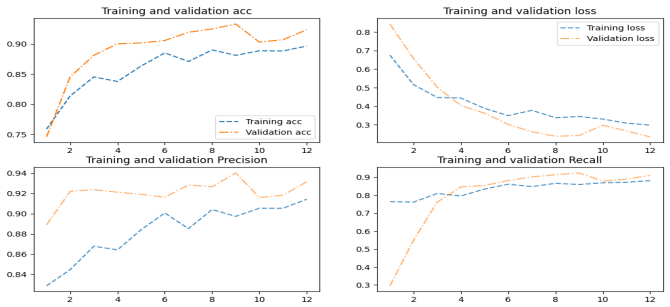 Training and validation acc
0.90
0.85
0.80
0.75
Training acc
Validation acc
2 4 6 8 10 12
Training and validation loss
0.8
0.7
0.6
0.5
0.4
0.3
Training loss
Validation loss
2 4 6 8 10 12
Training and validation Precision
0.94
0.92
0.90
0.88
0.86
0.84
2 4 6 8 10 12
Training and validation Recall
0.9
0.8
0.7
0.6
0.5
0.4
0.3
2 4 6 8 10 12